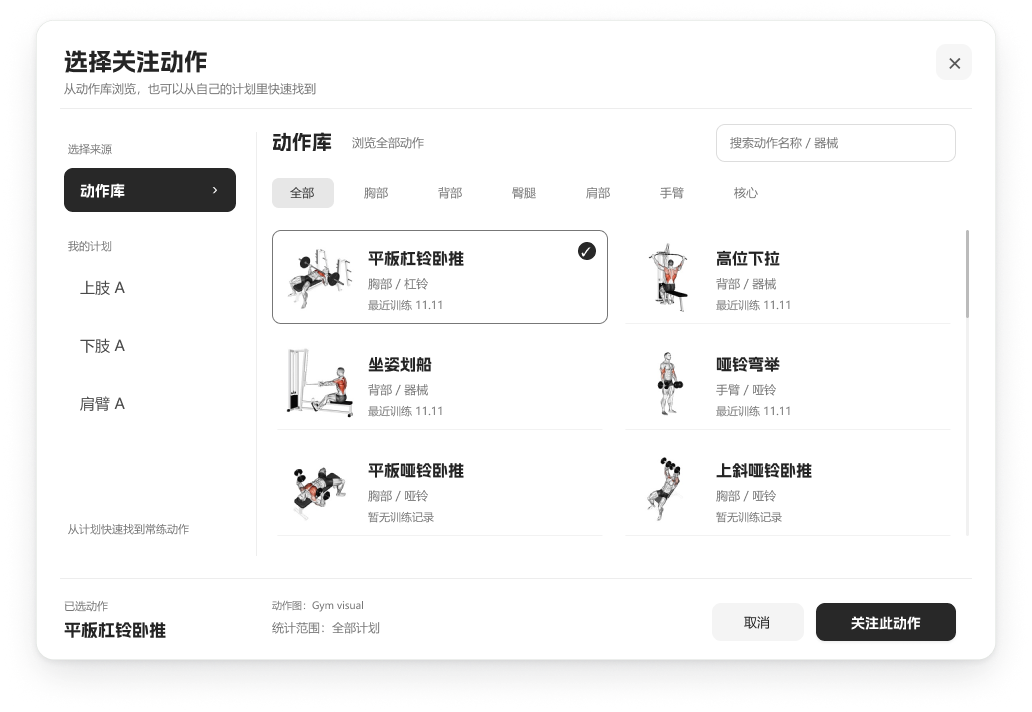 选择关注动作
从动作库浏览，也可以从自己的计划里快速找到
选择来源
动作库
我的计划
上肢 A
下肢 A
肩臂 A
从计划快速找到常练动作
动作库 浏览全部动作
搜索动作名称 / 器械
全部 胸部 背部 臀腿 肩部 手臂 核心
平板杠铃卧推
胸部 / 杠铃
最近训练 11.11
高位下拉
背部 / 器械
最近训练 11.11
坐姿划船
背部 / 器械
最近训练 11.11
哑铃弯举
手臂 / 哑铃
最近训练 11.11
平板哑铃卧推
胸部 / 哑铃
暂无训练记录
上斜哑铃卧推
胸部 / 哑铃
暂无训练记录
已选动作
平板杠铃卧推
动作图：Gym visual
统计范围：全部计划
取消
关注此动作